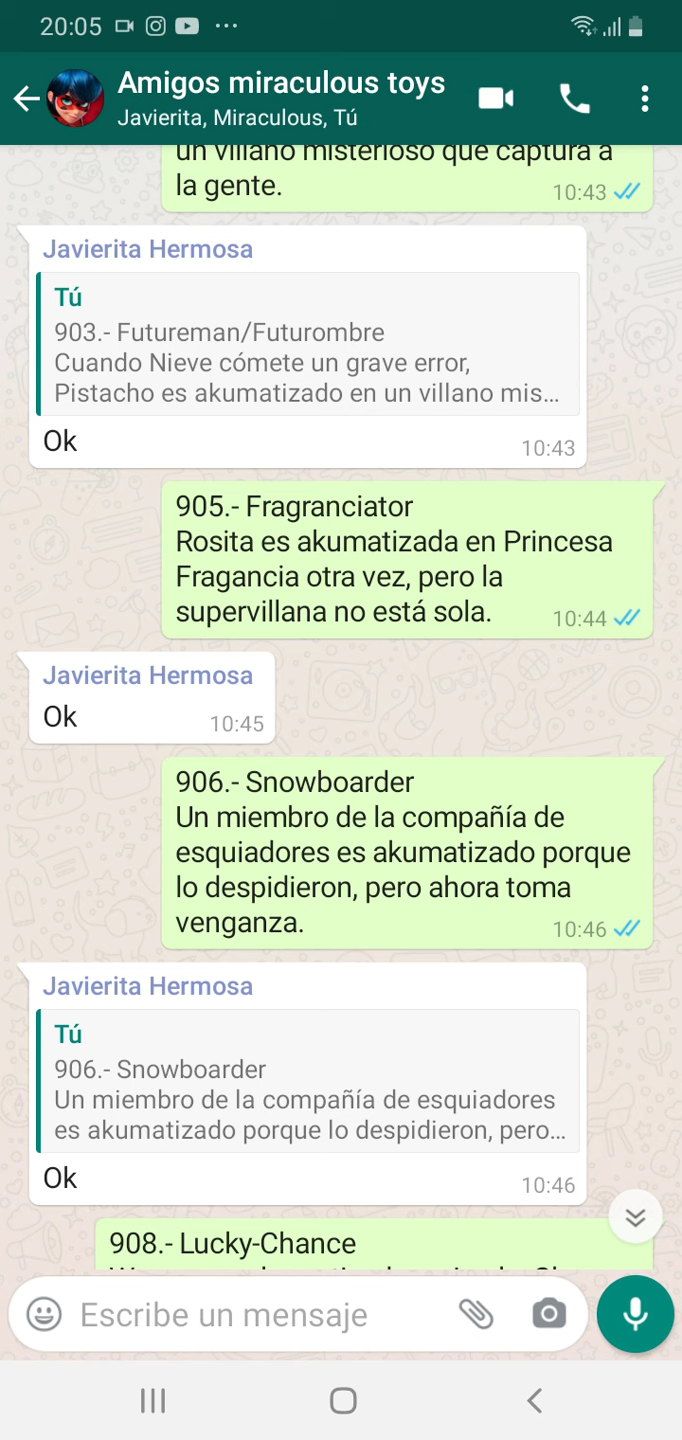 20:05
Amigos miraculous toys
Javierita, Miraculous, Tú
un villano misterioso que captura a
la gente.
10:43
Javierita Hermosa
Tú
903.- Futureman/Futurombre
Cuando Nieve cómete un grave error,
Pistacho es akumatizado en un villano mis...
Ok
10:43
905.- Fragranciator
Rosita es akumatizada en Princesa
Fragancia otra vez, pero la
supervillana no está sola.
10:44
Javierita Hermosa
Ok
10:45
906.- Snowboarder
Un miembro de la compañía de
esquiadores es akumatizado porque
lo despidieron, pero ahora toma
venganza.
10:46
Javierita Hermosa
Tú
906.- Snowboarder
Un miembro de la compañía de esquiadores
es akumatizado porque lo despidieron, pero...
Ok
10:46
908.- Lucky-Chance
Escribe un mensaje